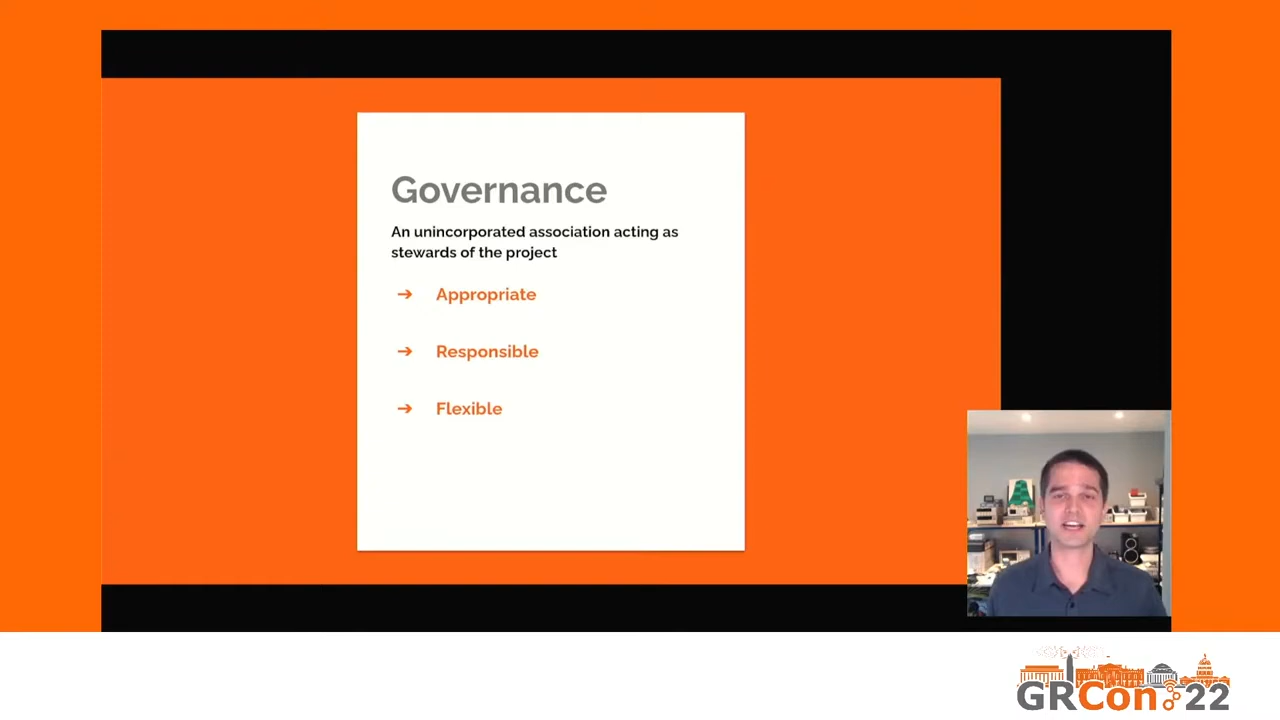 Governance
An unincorporated association acting as
stewards of the project
➔ Appropriate
➔ Responsible
➔ Flexible
GRCon 22